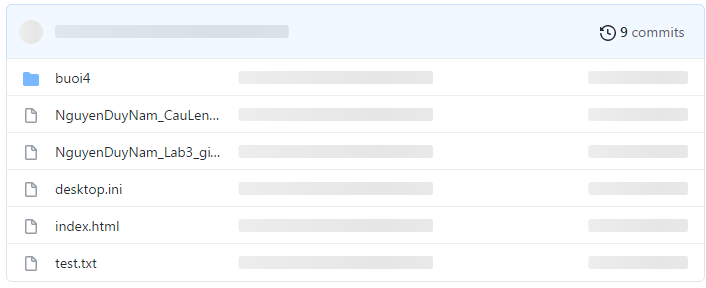 9 commits
buoi4
NguyenDuyNam_CauLen...
NguyenDuyNam_Lab3_gi...
desktop.ini
index.html
test.txt